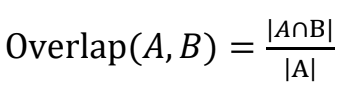 Overlap(A, B) = |A∩B| / |A|